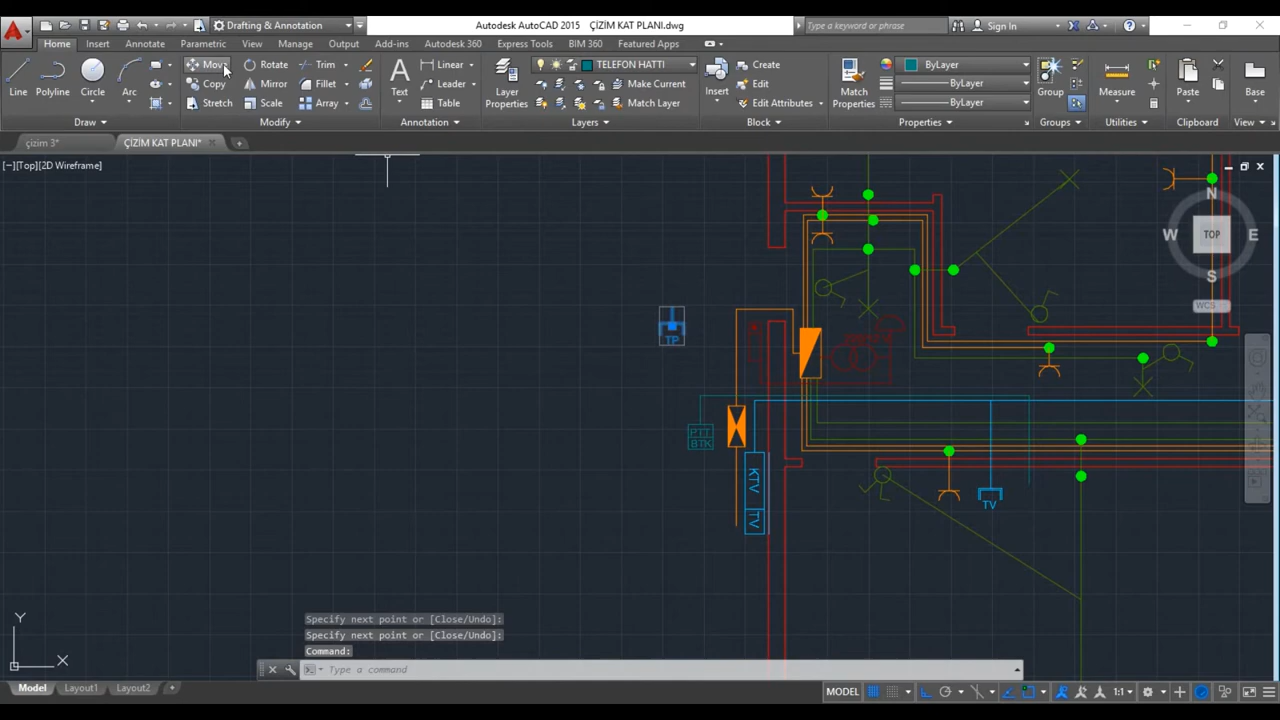 Drafting & Annotation
Autodesk AutoCAD 2015 ÇİZİM KAT PLANI.dwg
Type a keyword or phrase
Sign In
Home Insert Annotate Parametric View Manage Output Add-ins Autodesk 360 Express Tools BIM 360 Featured Apps
Line
Polyline
Circle
Arc
Move
Rotate
Trim
Copy
Mirror
Fillet
Stretch
Scale
Array
Text
Linear
Leader
Table
Layer
Properties
TELEFON HATTI
Make Current
Match Layer
Insert
Create
Edit
Edit Attributes
Match
Properties
ByLayer
ByLayer
ByLayer
Group
Measure
Paste
Base
Draw
Modify
Annotation
Layers
Block
Properties
Groups
Utilities
Clipboard
View
çizim 3*
ÇİZİM KAT PLANI*
[−][Top][2D Wireframe]
N
W
TOP
E
S
WCS
TP
PTT
BTK
KTV
TV
TV
Y
X
Specify next point or [Close/Undo]:
Specify next point or [Close/Undo]:
Command:
Type a command
Model Layout1 Layout2
MODEL
1:1